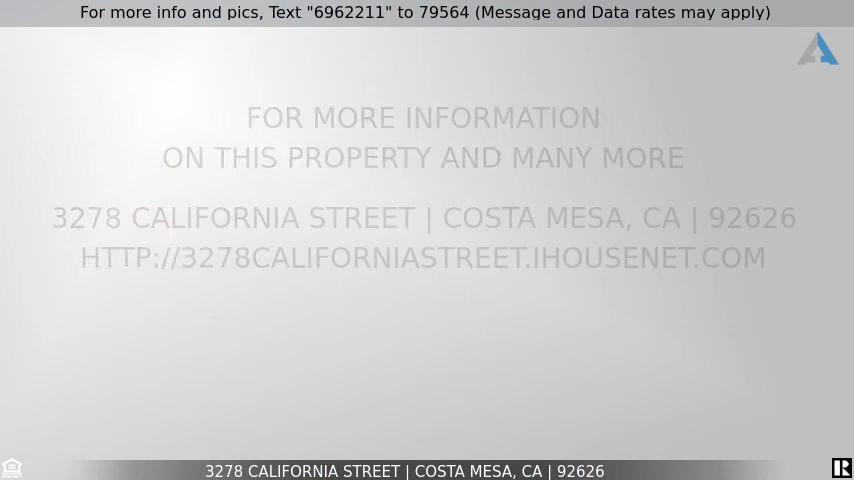 For more info and pics, Text "6962211" to 79564 (Message and Data rates may apply)
FOR MORE INFORMATION
ON THIS PROPERTY AND MANY MORE
3278 CALIFORNIA STREET | COSTA MESA, CA | 92626
HTTP://3278CALIFORNIASTREET.IHOUSENET.COM
3278 CALIFORNIA STREET | COSTA MESA, CA | 92626